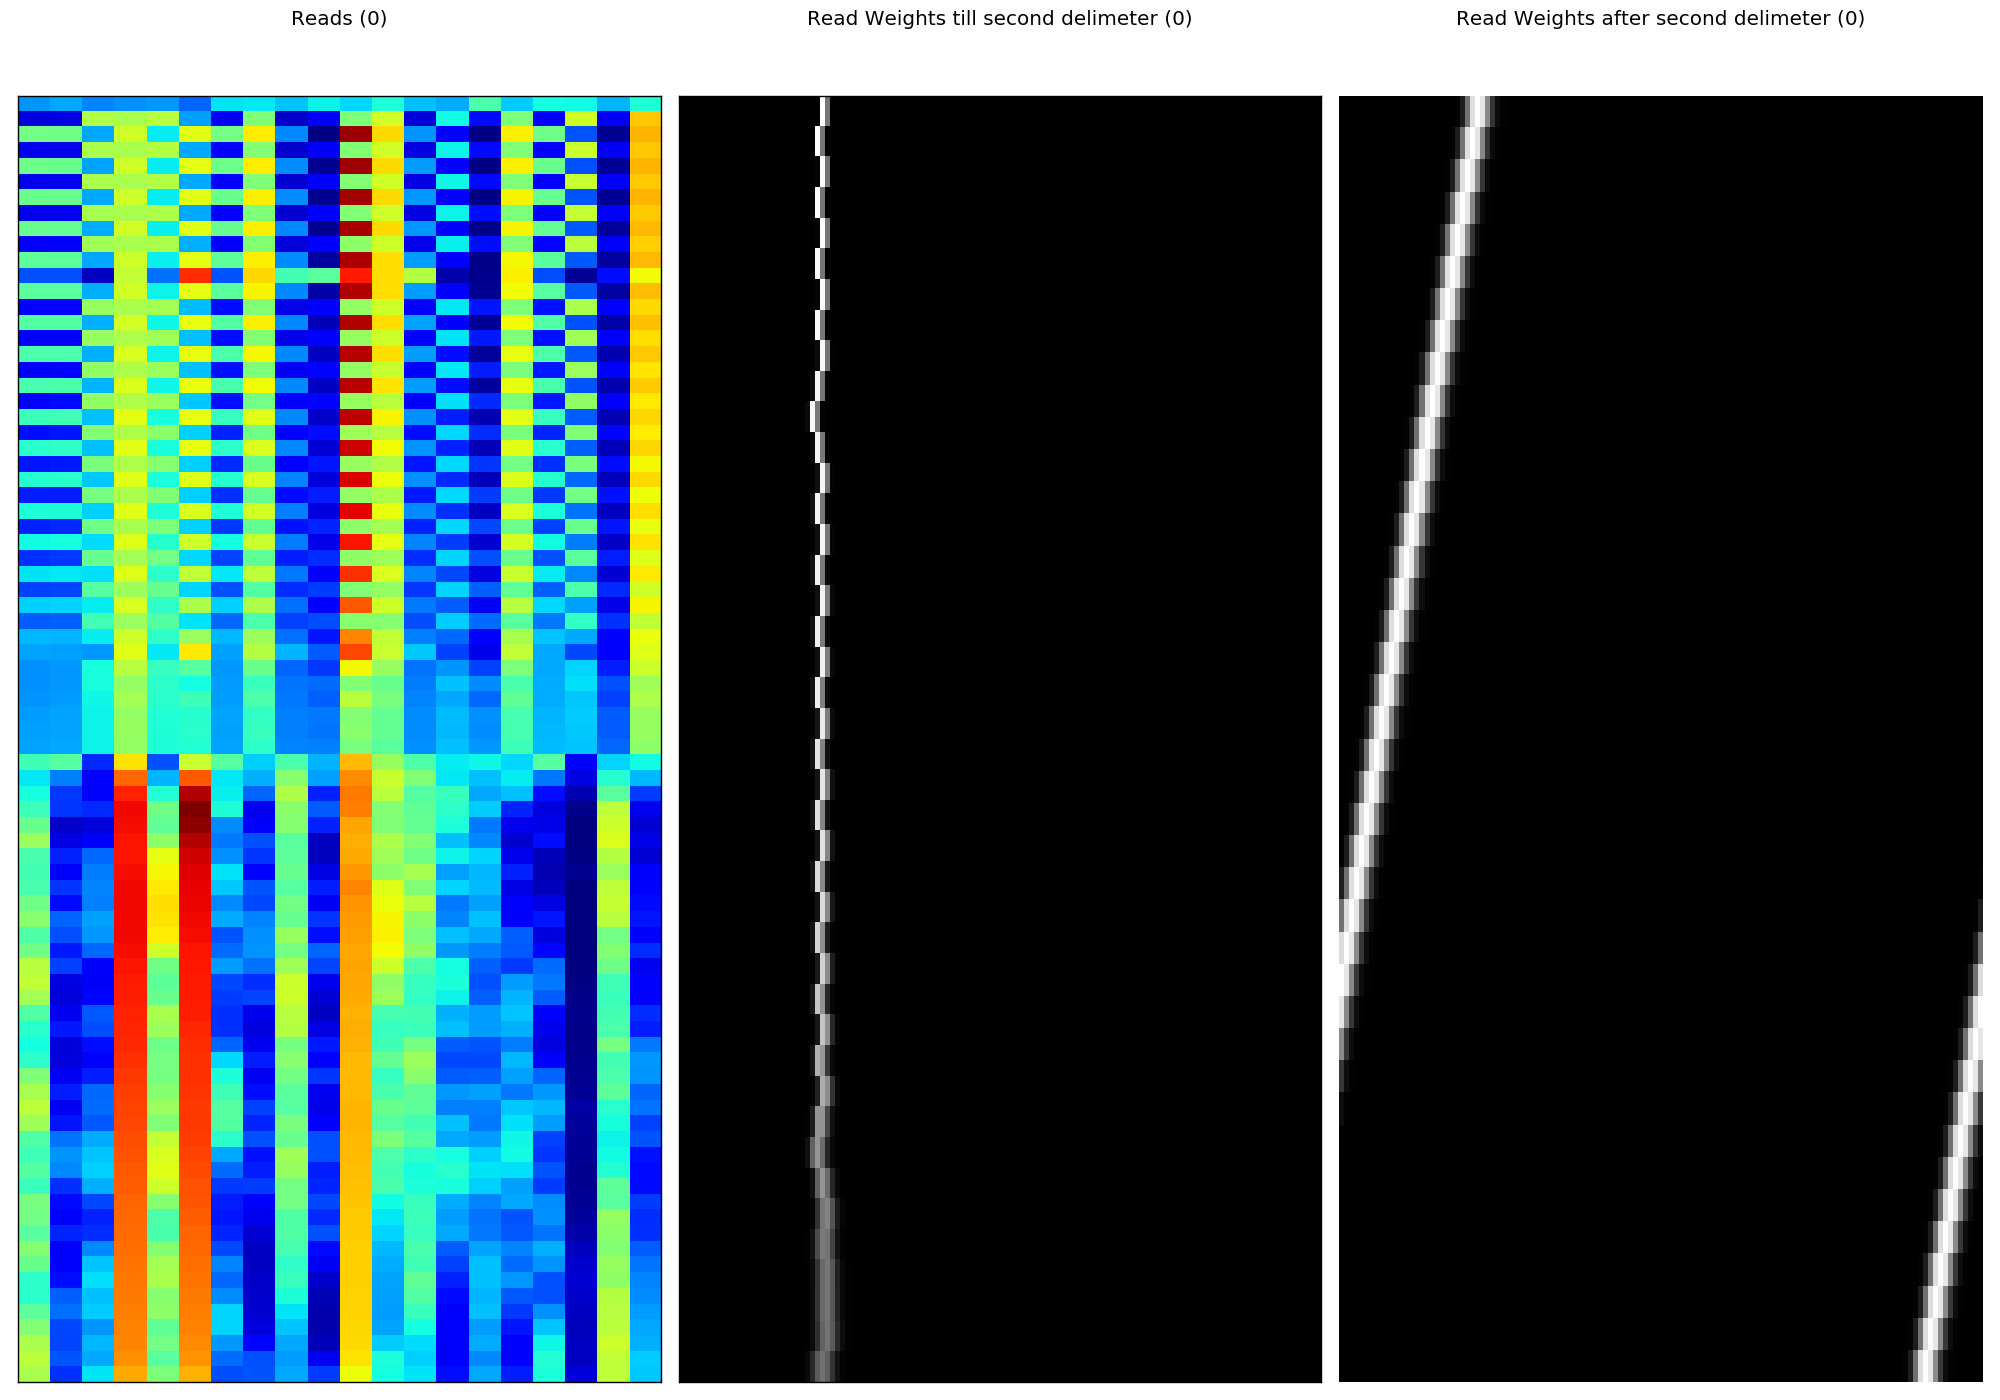 Reads (0)
Read Weights till second delimeter (0)
Read Weights after second delimeter (0)